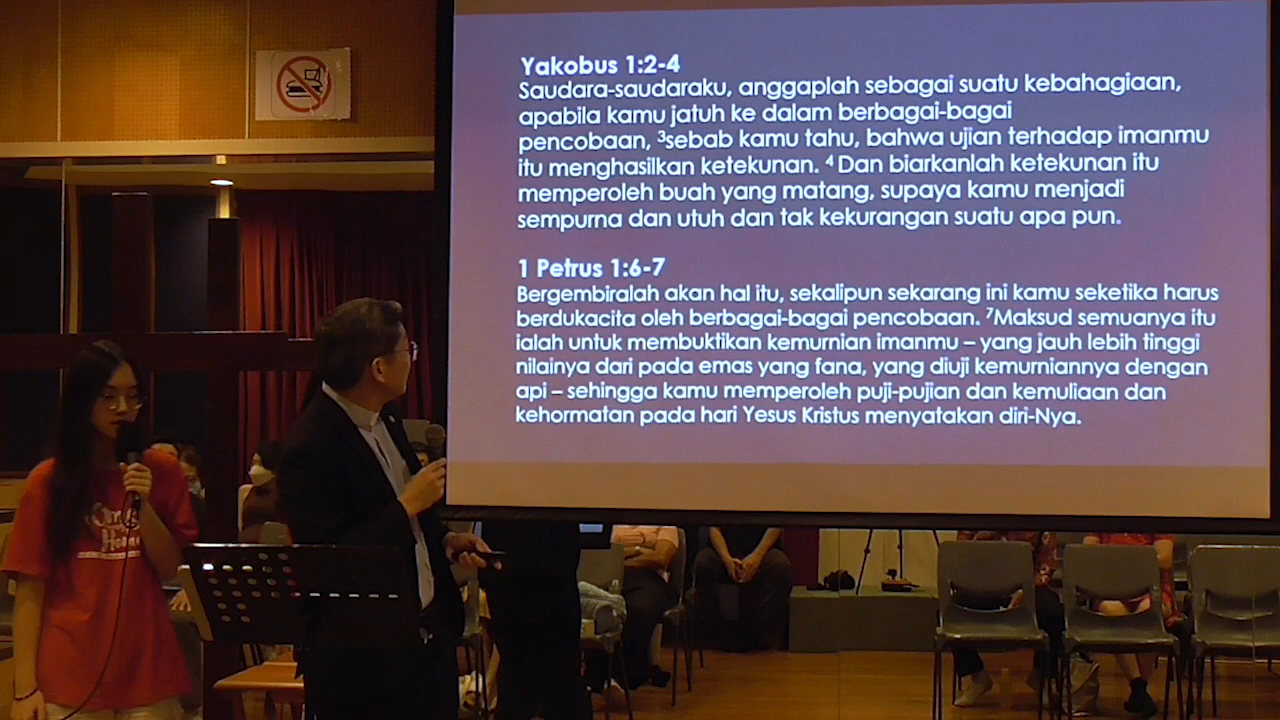 Yakobus 1:2-4
Saudara-saudaraku, anggaplah sebagai suatu kebahagiaan,
apabila kamu jatuh ke dalam berbagai-bagai
pencobaan, ³sebab kamu tahu, bahwa ujian terhadap imanmu
itu menghasilkan ketekunan. ⁴ Dan biarkanlah ketekunan itu
memperoleh buah yang matang, supaya kamu menjadi
sempurna dan utuh dan tak kekurangan suatu apa pun.
1 Petrus 1:6-7
Bergembiralah akan hal itu, sekalipun sekarang ini kamu seketika harus
berdukacita oleh berbagai-bagai pencobaan. ⁷Maksud semuanya itu
ialah untuk membuktikan kemurnian imanmu – yang jauh lebih tinggi
nilainya dari pada emas yang fana, yang diuji kemurniannya dengan
api – sehingga kamu memperoleh puji-pujian dan kemuliaan dan
kehormatan pada hari Yesus Kristus menyatakan diri-Nya.